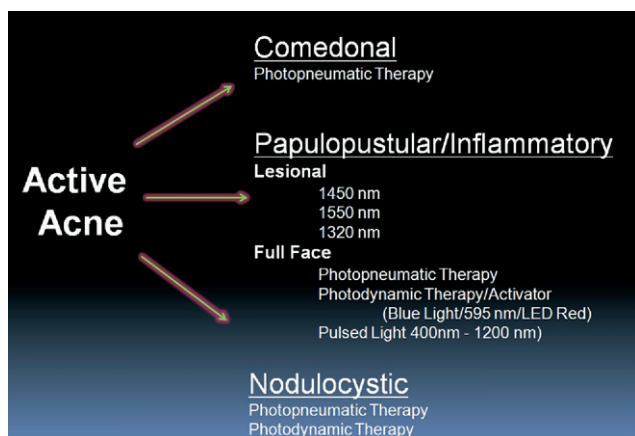 Active
Acne
Comedonal
Photopneumatic Therapy
Papulopustular/Inflammatory
Lesional
1450 nm
1550 nm
1320 nm
Full Face
Photopneumatic Therapy
Photodynamic Therapy/Activator
(Blue Light/595 nm/LED Red)
Pulsed Light 400nm - 1200 nm)
Nodulocystic
Photopneumatic Therapy
Photodynamic Therapy